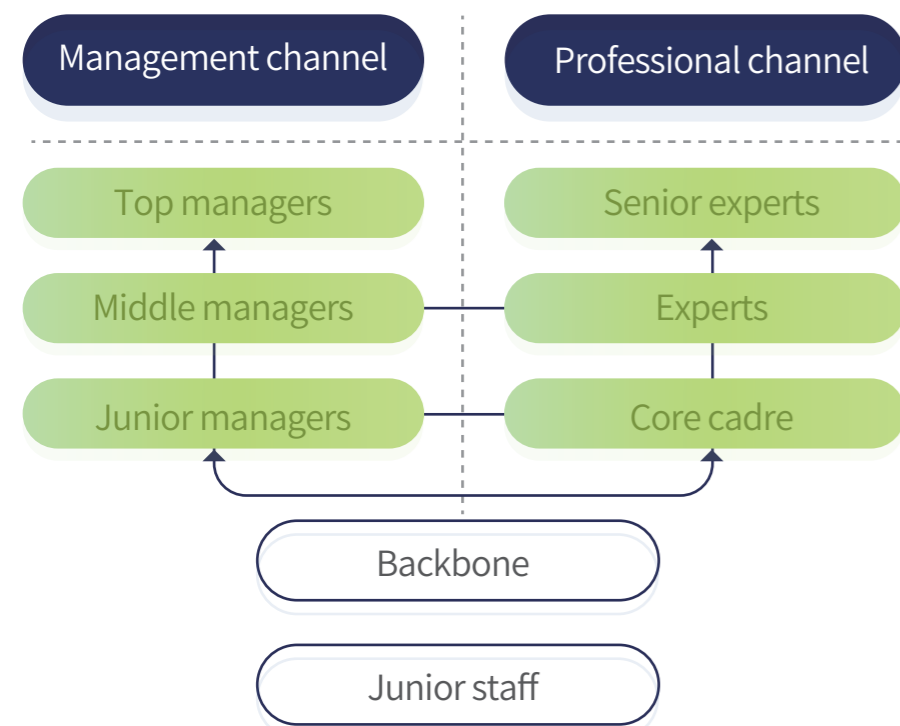 Management channel
Professional channel
Top managers
Senior experts
Middle managers
Experts
Junior managers
Core cadre
Backbone
Junior staff